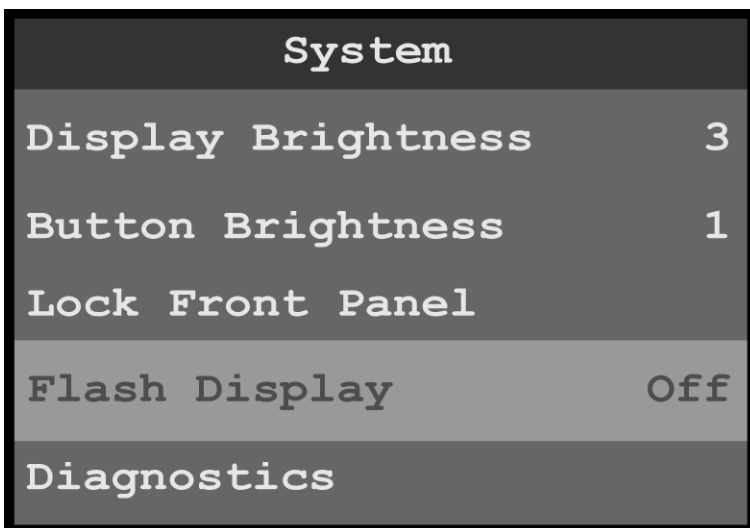 System
Display Brightness 3
Button Brightness 1
Lock Front Panel
Flash Display Off
Diagnostics